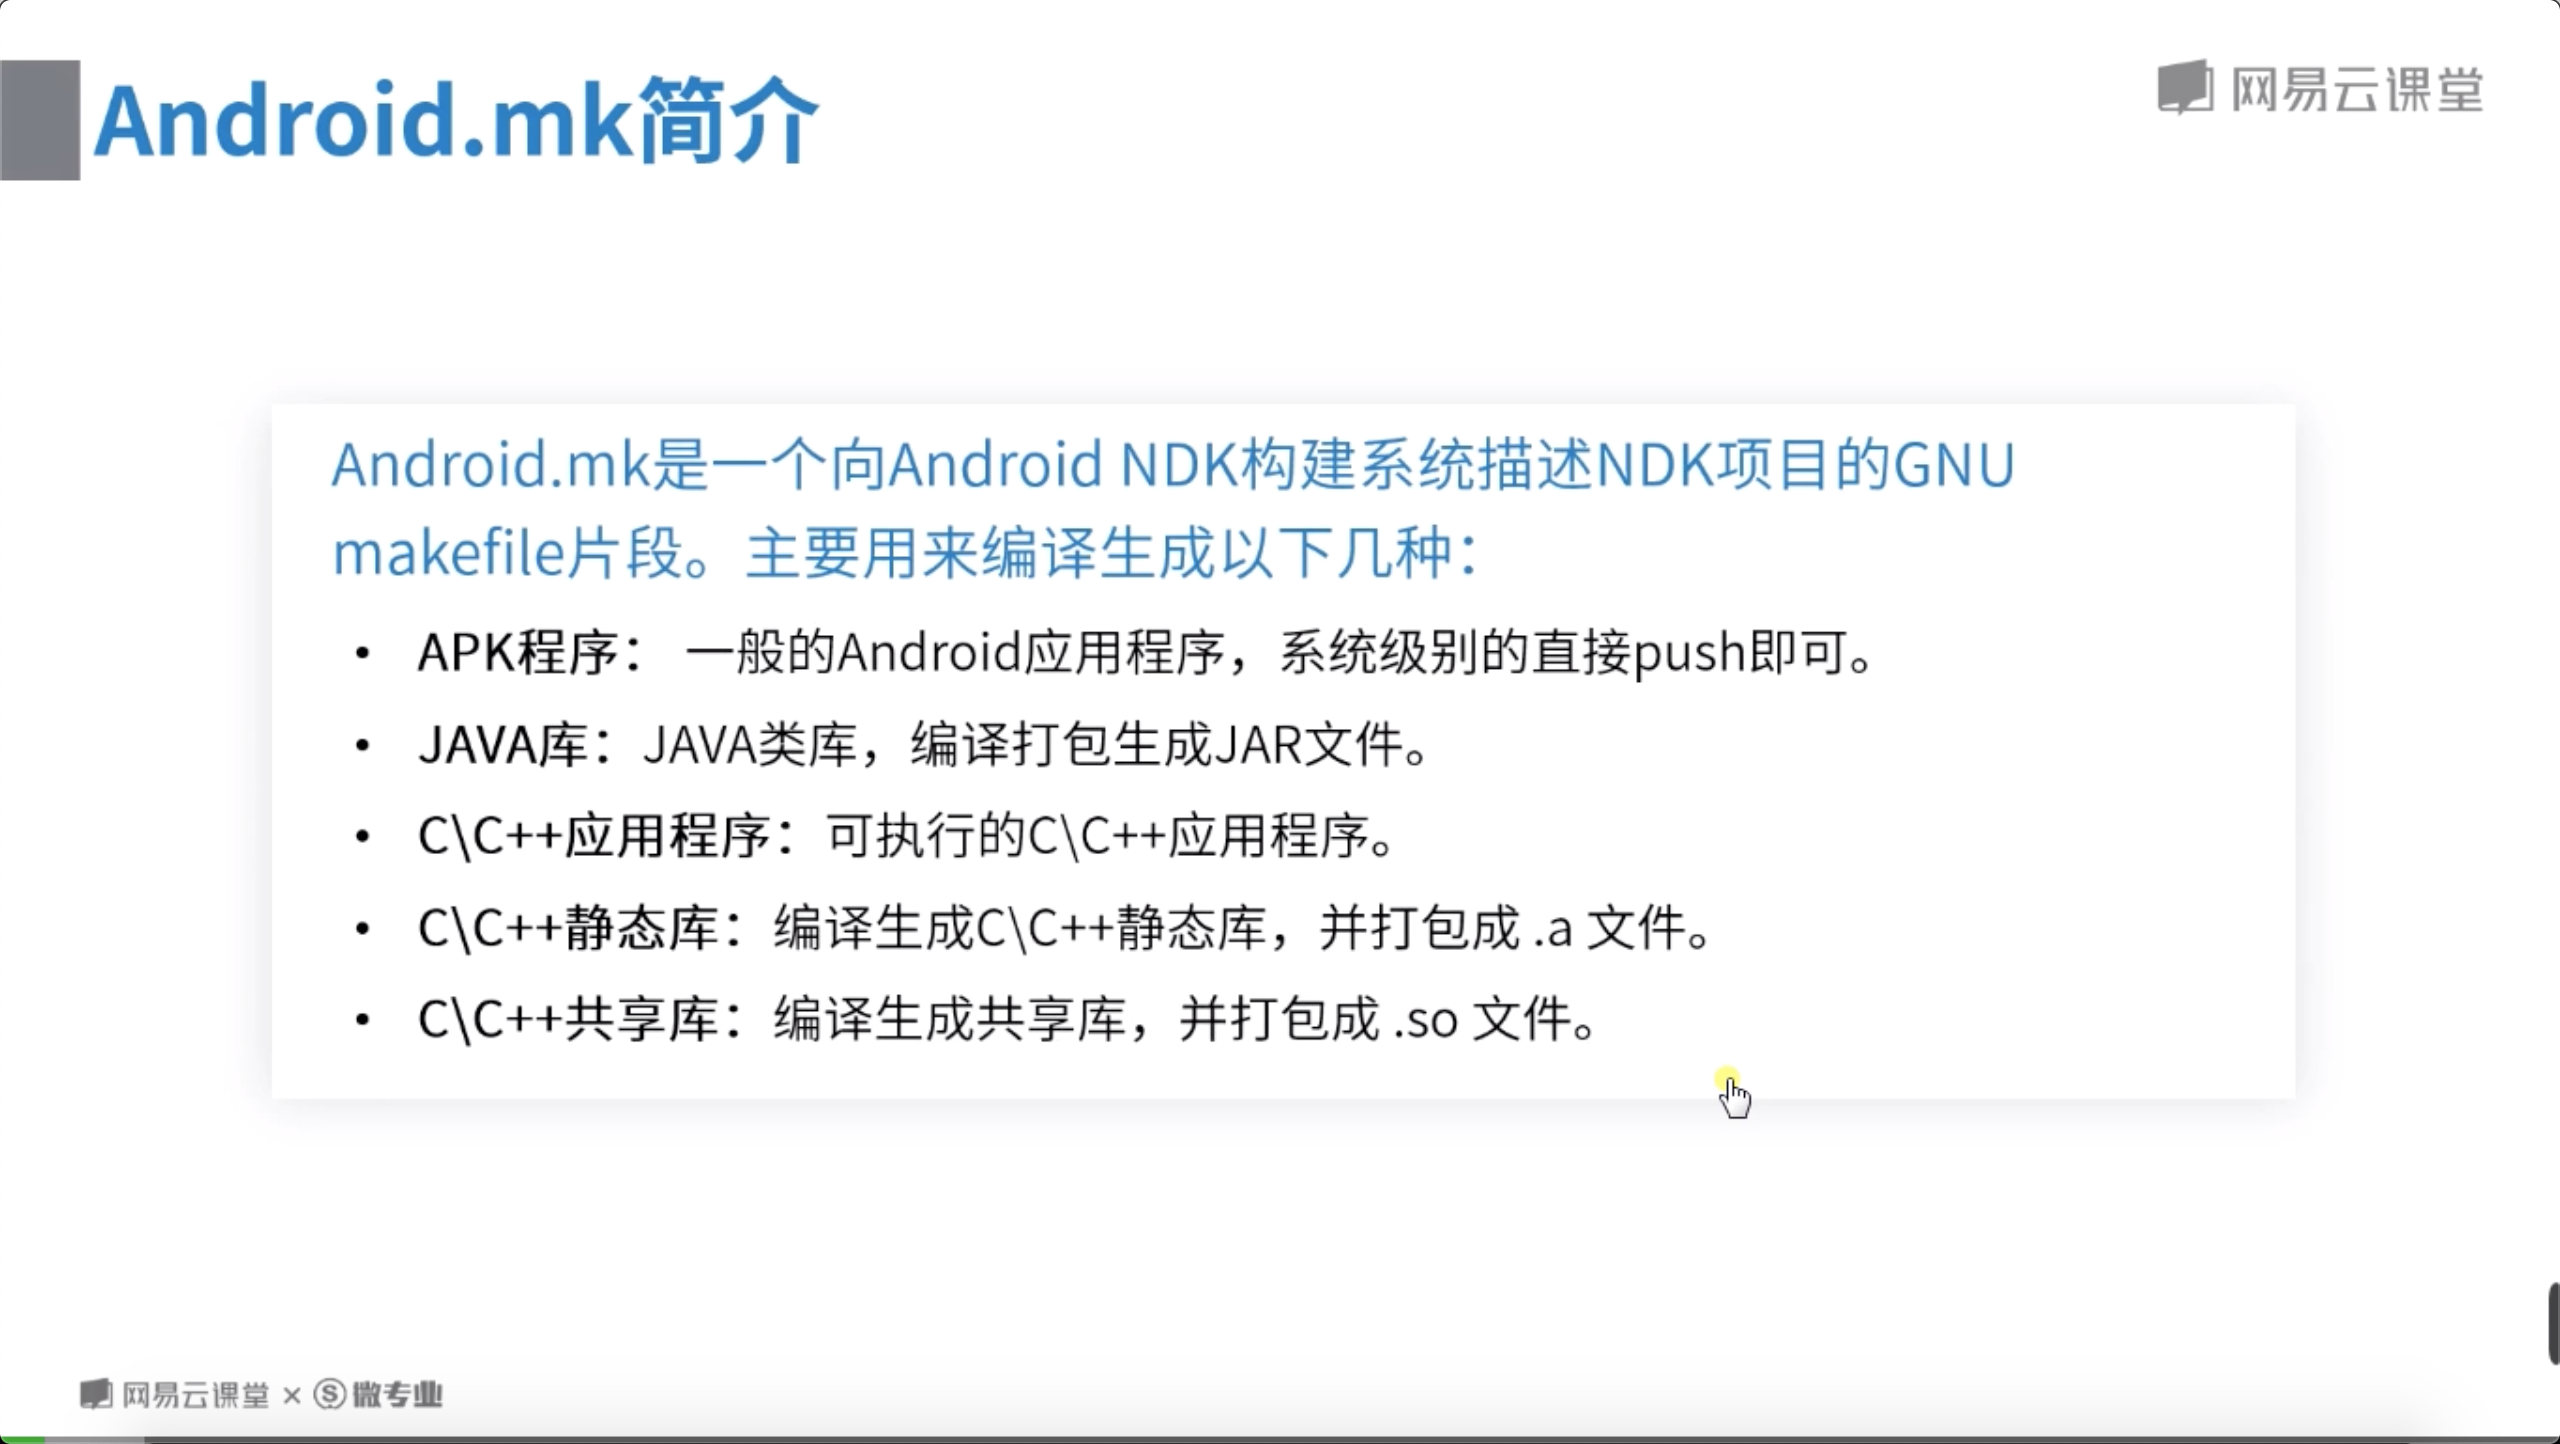 Android.mk简介
网易云课堂
Android.mk是一个向Android NDK构建系统描述NDK项目的GNU
makefile片段。主要用来编译生成以下几种：
• APK程序： 一般的Android应用程序，系统级别的直接push即可。
• JAVA库：JAVA类库，编译打包生成JAR文件。
• C\C++应用程序：可执行的C\C++应用程序。
• C\C++静态库：编译生成C\C++静态库，并打包成 .a 文件。
• C\C++共享库：编译生成共享库，并打包成 .so 文件。
网易云课堂 × S 微专业